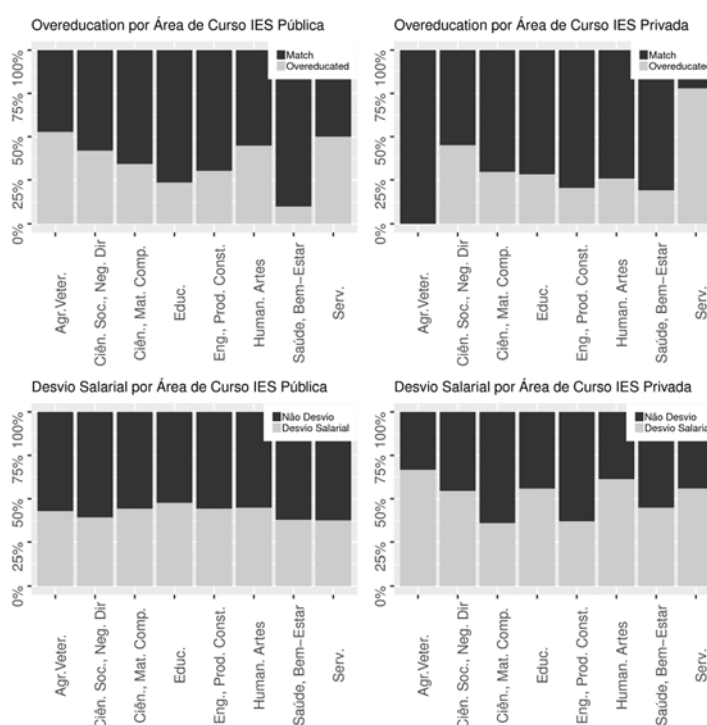 Overeducation por Área de Curso IES Pública
Match
Overeducated
100%
75%
50%
25%
0%
Agr.Veter.
Ciên. Soc., Neg. Dir
Ciên., Mat. Comp.
Educ.
Eng., Prod. Const.
Human. Artes
Saúde, Bem−Estar
Serv.
Overeducation por Área de Curso IES Privada
Match
Overeducated
100%
75%
50%
25%
0%
Agr.Veter.
Ciên. Soc., Neg. Dir
Ciên., Mat. Comp.
Educ.
Eng., Prod. Const.
Human. Artes
Saúde, Bem−Estar
Serv.
Desvio Salarial por Área de Curso IES Pública
Não Desvio
Desvio Salarial
100%
75%
50%
25%
0%
Agr.Veter.
Ciên. Soc., Neg. Dir
Ciên., Mat. Comp.
Educ.
Eng., Prod. Const.
Human. Artes
Saúde, Bem−Estar
Serv.
Desvio Salarial por Área de Curso IES Privada
Não Desvio
Desvio Salarial
100%
75%
50%
25%
0%
Agr.Veter.
Ciên. Soc., Neg. Dir
Ciên., Mat. Comp.
Educ.
Eng., Prod. Const.
Human. Artes
Saúde, Bem−Estar
Serv.